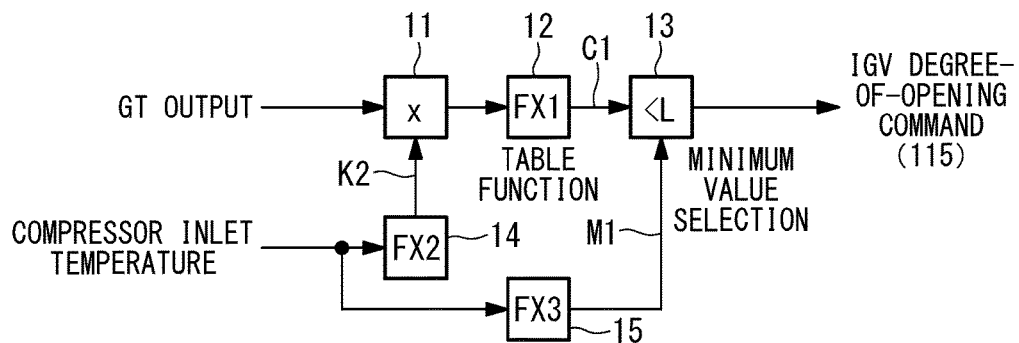 11
12
C1
13
GT OUTPUT
x
FX1
<L
IGV DEGREE-
OF-OPENING
COMMAND
(115)
K2
TABLE
FUNCTION
MINIMUM
VALUE
SELECTION
COMPRESSOR INLET
TEMPERATURE
FX2
14
M1
FX3
15